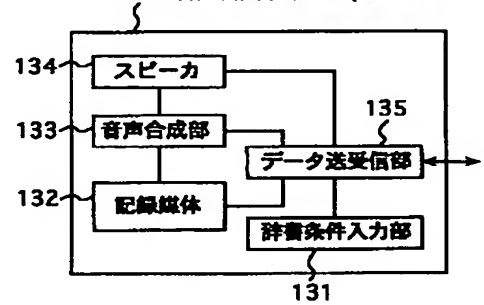 134 スピーカ
135
133 音声合成部
データ送受信部
132 記録媒体
辞書条件入力部
131